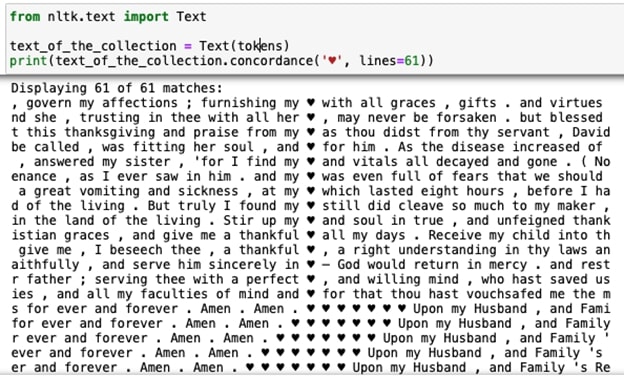 from nltk.text import Text
text_of_the_collection = Text(tokens)
print(text_of_the_collection.concordance('♥', lines=61))
Displaying 61 of 61 matches:
, govern my affections ; furnishing my ♥ with all graces , gifts . and virtues
nd she , trusting in thee with all her ♥ , may never be forsaken . but blessed
t this thanksgiving and praise from my ♥ as thou didst from thy servant , David
be called , was fitting her soul , and ♥ for him . As the disease increased of
, answered my sister , 'for I find my ♥ and vitals all decayed and gone . ( No
enance , as I ever saw in him . and my ♥ was even full of fears that we should
a great vomiting and sickness , at my ♥ which lasted eight hours , before I ha
d of the living . But truly I found my ♥ still did cleave so much to my maker ,
in the land of the living . Stir up my ♥ and soul in true , and unfeigned thank
istian graces , and give me a thankful ♥ all my days . Receive my child into th
give me , I beseech thee , a thankful ♥ , a right understanding in thy laws an
aithfully , and serve him sincerely in ♥ — God would return in mercy . and rest
r father ; serving thee with a perfect ♥ , and willing mind , who hast saved us
ies , and all my faculties of mind and ♥ for that thou hast vouchsafed me the m
s for ever and forever . Amen . Amen . ♥ ♥ ♥ ♥ ♥ ♥ ♥ ♥ Upon my Husband , and Fami
for ever and forever . Amen . Amen . ♥ ♥ ♥ ♥ ♥ ♥ ♥ ♥ Upon my Husband , and Family
r ever and forever . Amen . Amen . ♥ ♥ ♥ ♥ ♥ ♥ ♥ ♥ Upon my Husband , and Family '
ever and forever . Amen . Amen . ♥ ♥ ♥ ♥ ♥ ♥ ♥ ♥ Upon my Husband , and Family 's
er and forever . Amen . Amen . ♥ ♥ ♥ ♥ ♥ ♥ ♥ ♥ Upon my Husband , and Family 's Re